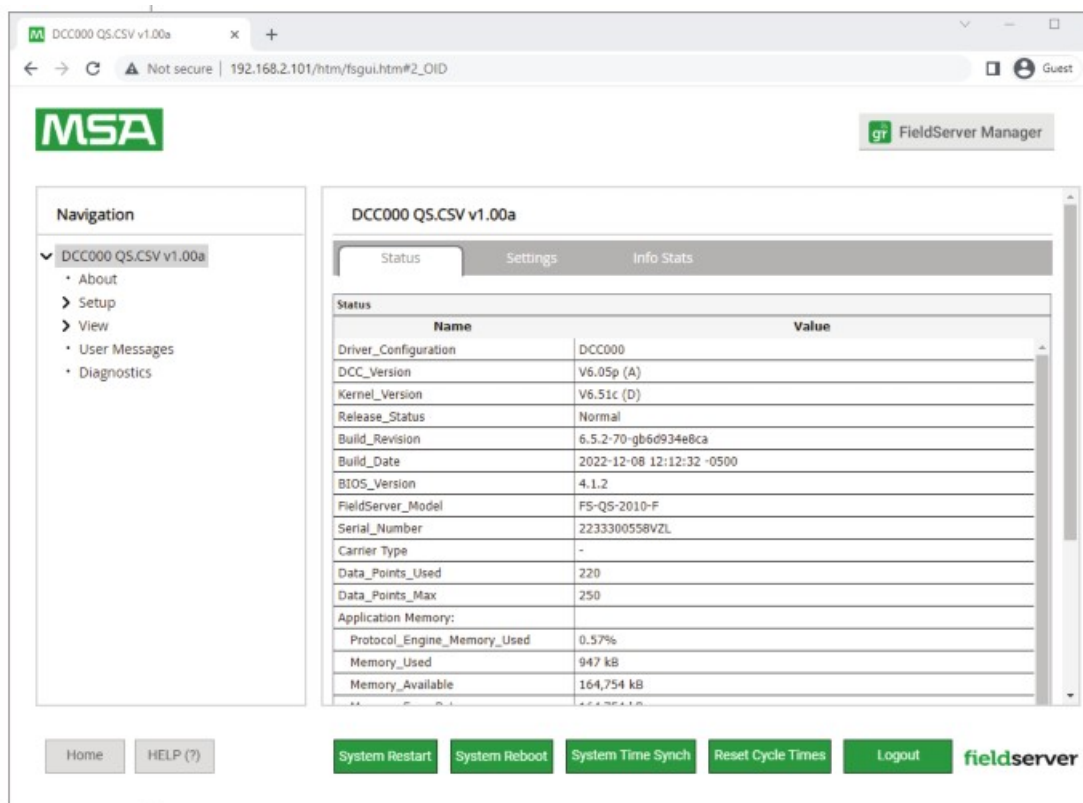 DCC000 QS.CSV v1.00a
Not secure | 192.168.2.101/htm/fsgui.htm#2_OID
Guest
MSA
gr FieldServer Manager
Navigation
DCC000 QS.CSV v1.00a
About
Setup
View
User Messages
Diagnostics
DCC000 QS.CSV v1.00a
Status Settings Info Stats
Status
Name Value
Driver_Configuration DCC000
DCC_Version V6.05p (A)
Kernel_Version V6.51c (D)
Release_Status Normal
Build_Revision 6.5.2-70-gb6d934e8ca
Build_Date 2022-12-08 12:12:32 -0500
BIOS_Version 4.1.2
FieldServer_Model FS-QS-2010-F
Serial_Number 2233300558VZL
Carrier Type -
Data_Points_Used 220
Data_Points_Max 250
Application Memory:
Protocol_Engine_Memory_Used 0.57%
Memory_Used 947 kB
Memory_Available 164,754 kB
Home HELP (?) System Restart System Reboot System Time Synch Reset Cycle Times Logout fieldserver